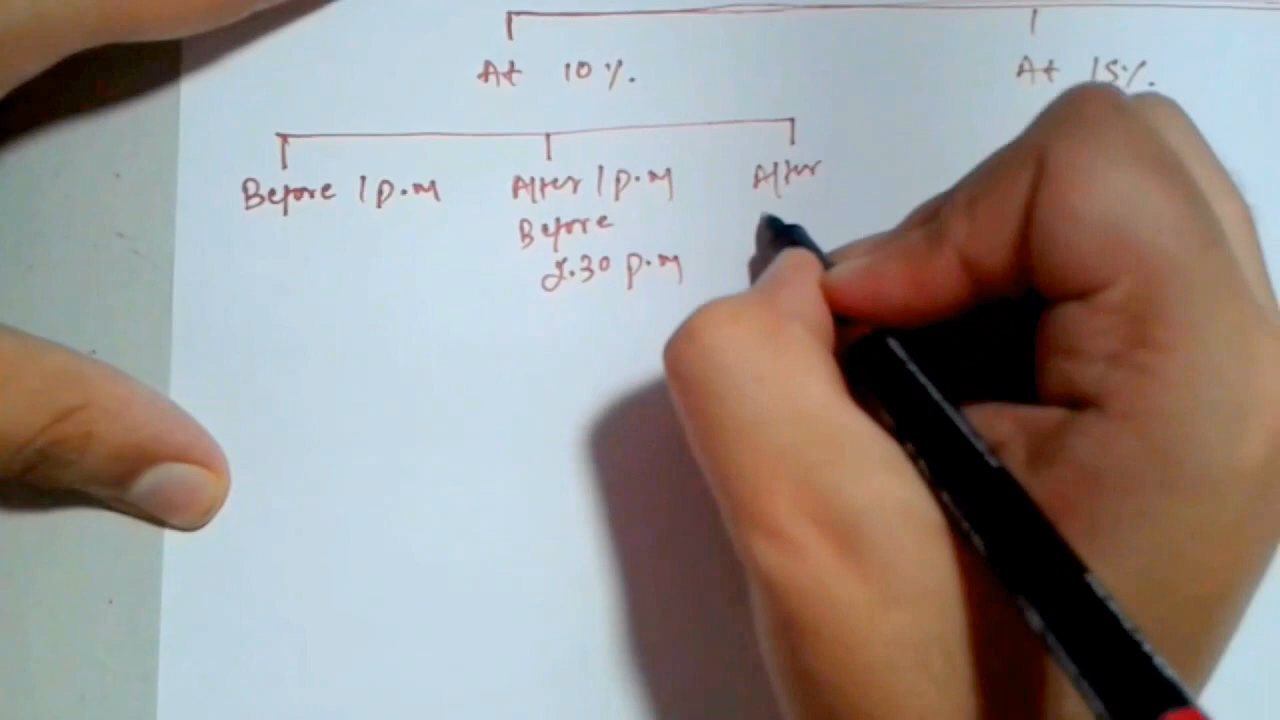 At 10%.
At 15%.
Before 1 p.m
After 1 p.m
Before
2.30 p.m
After